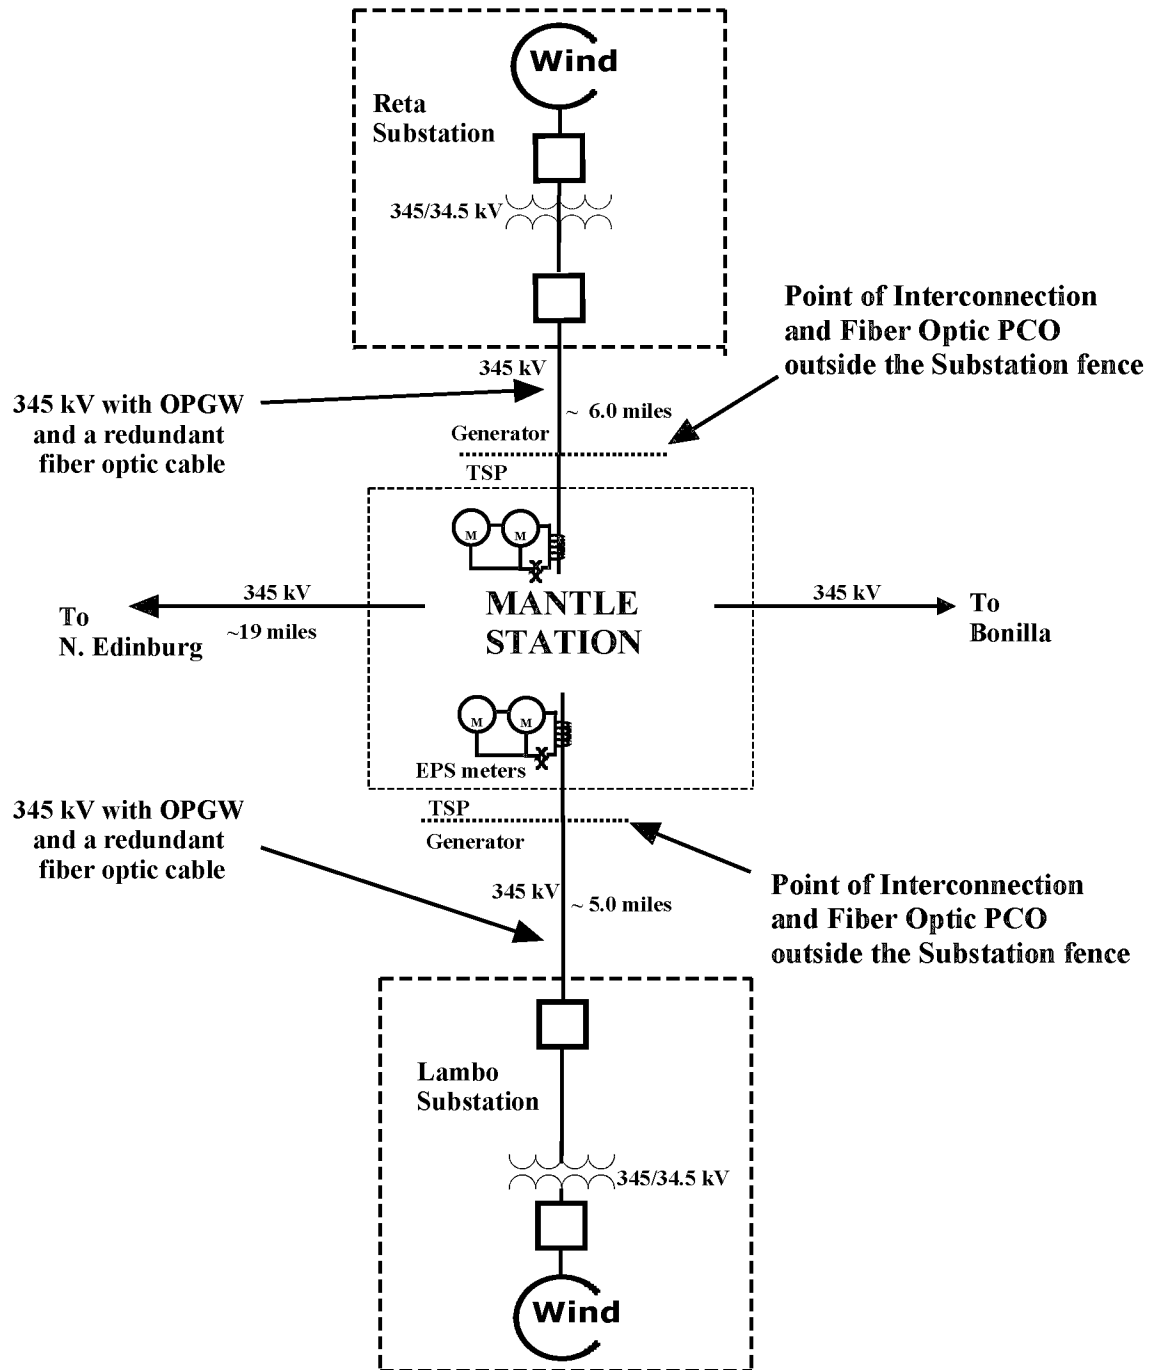 Wind
Reta
Substation
345/34.5 kV
Point of Interconnection
and Fiber Optic PCO
outside the Substation fence
345 kV
345 kV with OPGW
and a redundant
fiber optic cable
~ 6.0 miles
Generator
TSP
M M
345 kV
To
N. Edinburg
~19 miles
MANTLE
STATION
345 kV
To
Bonilla
M M
EPS meters
TSP
Generator
345 kV with OPGW
and a redundant
fiber optic cable
345 kV
~ 5.0 miles
Point of Interconnection
and Fiber Optic PCO
outside the Substation fence
Lambo
Substation
345/34.5 kV
Wind